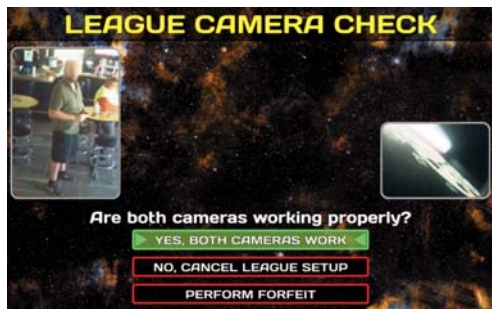 LEAGUE CAMERA CHECK
Are both cameras working properly?
YES, BOTH CAMERAS WORK
NO, CANCEL LEAGUE SETUP
PERFORM FORFEIT